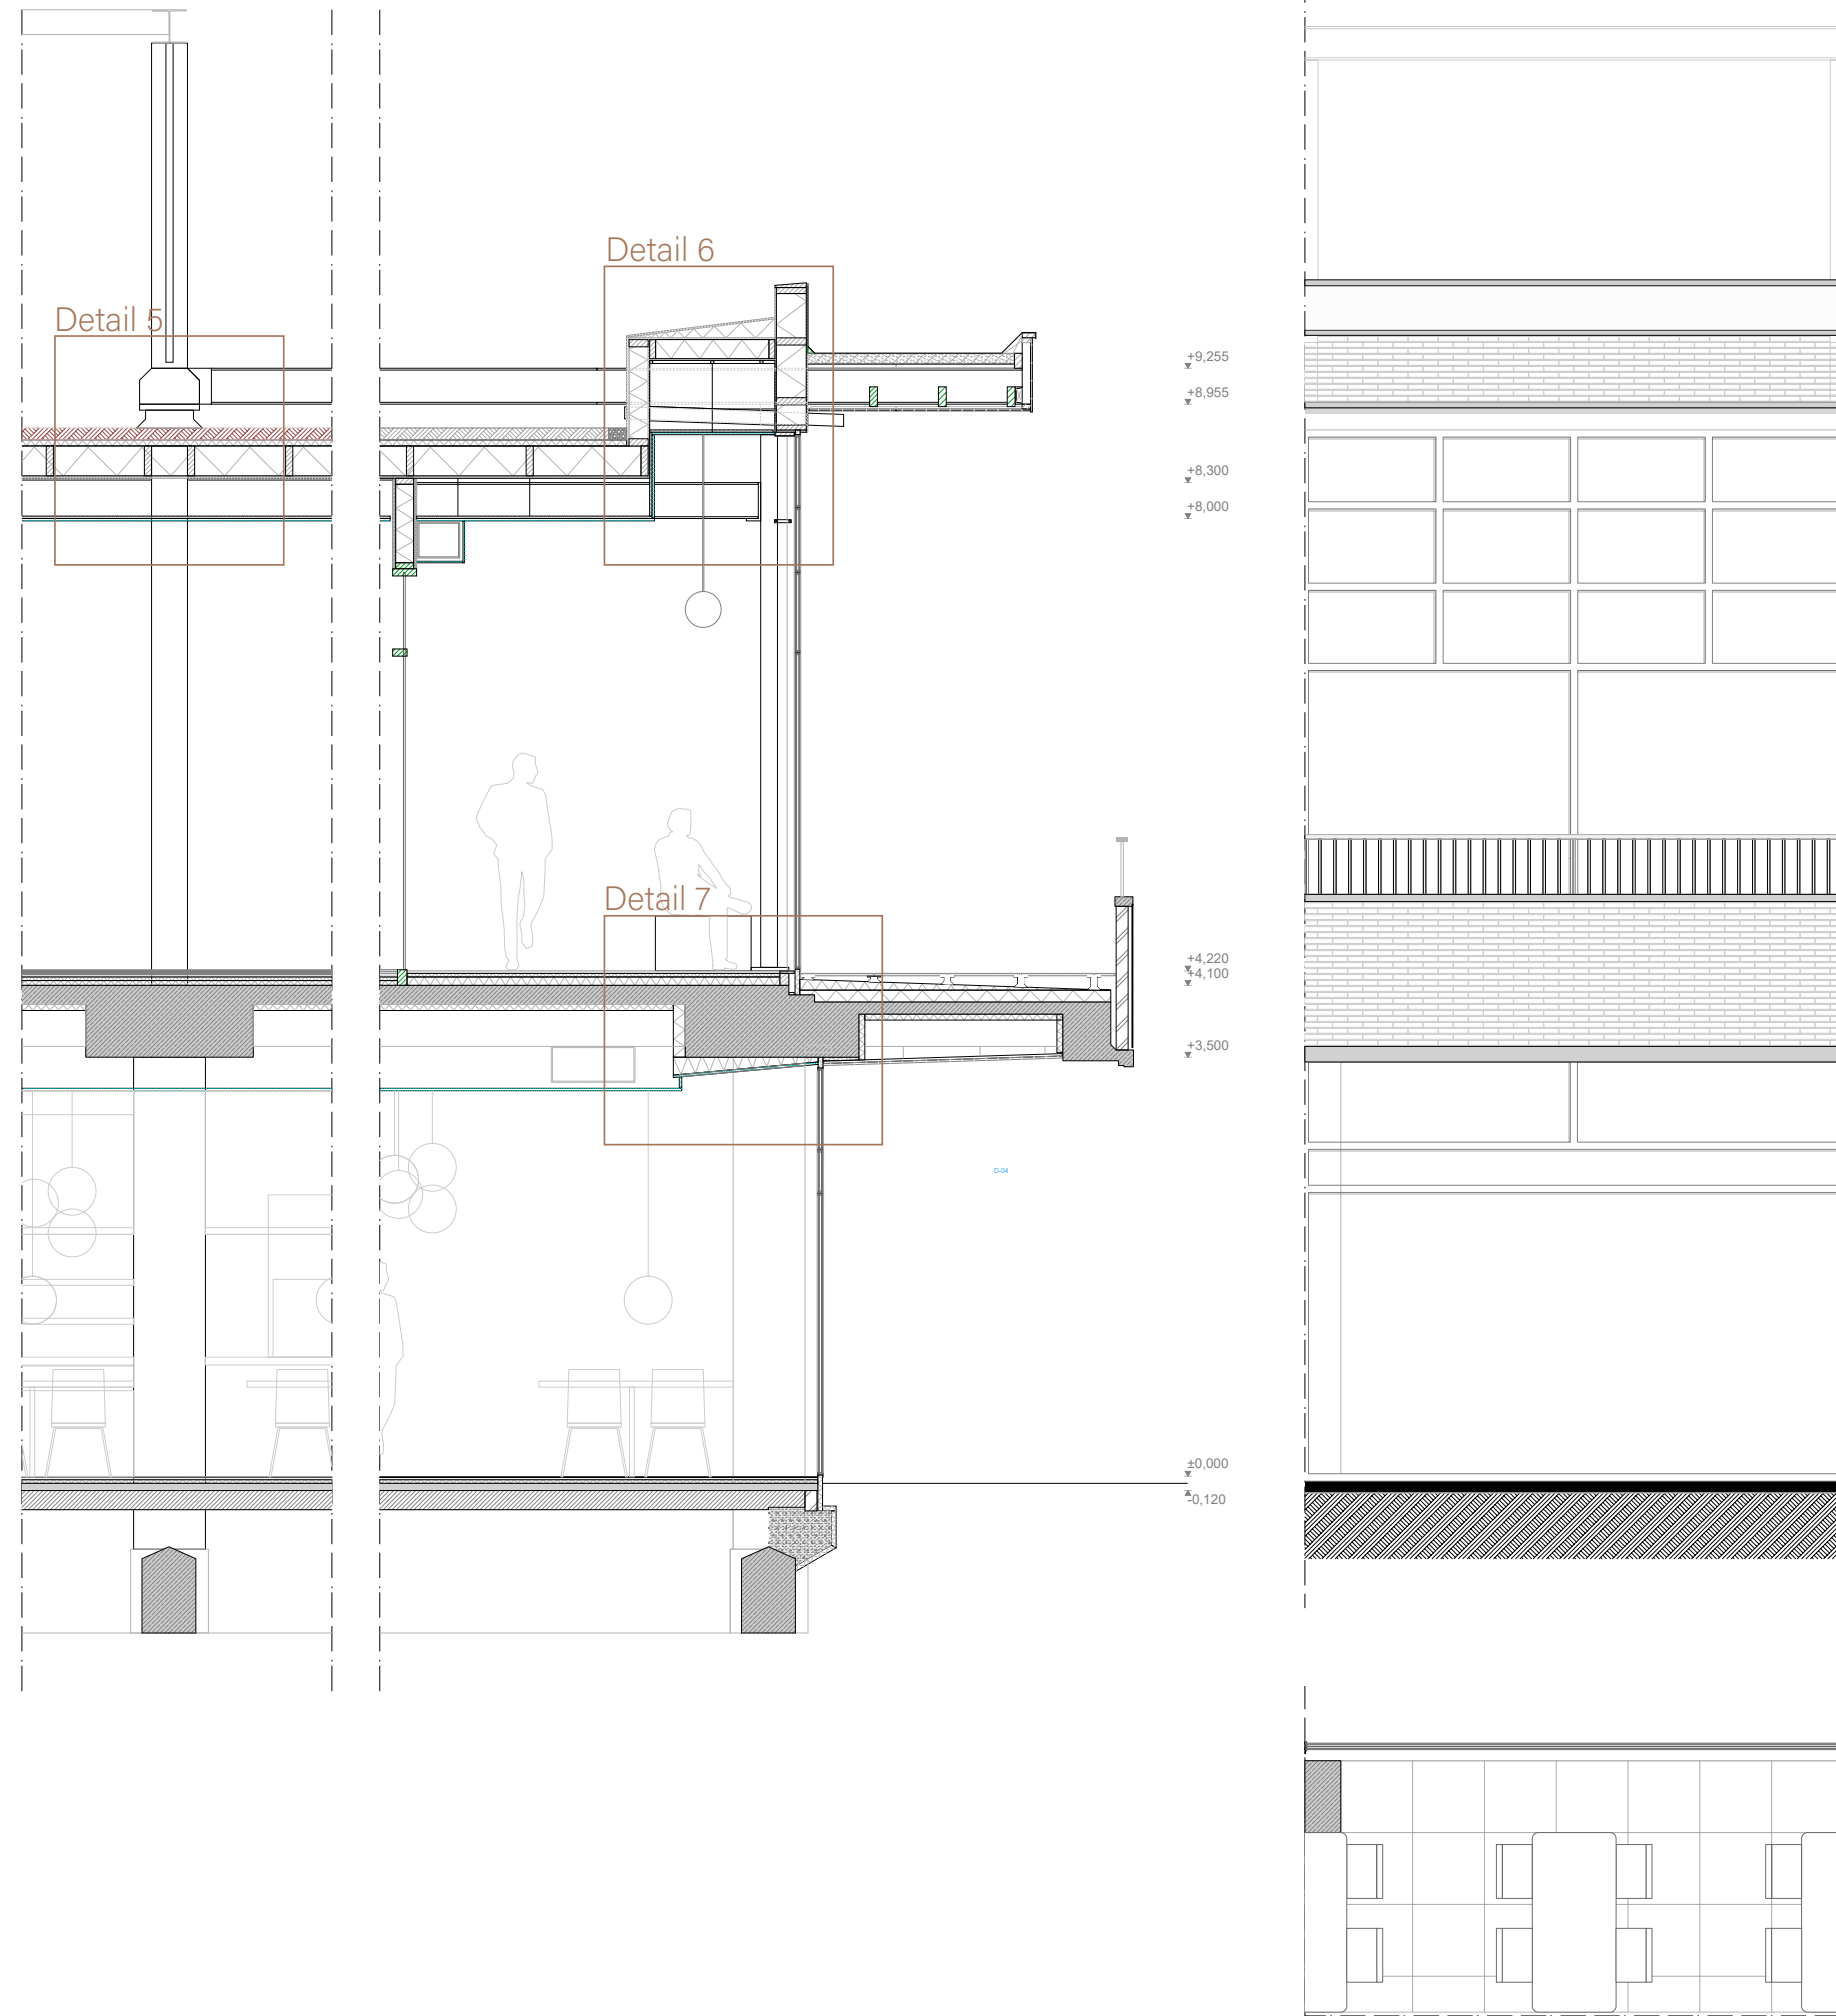 Detail 6
Detail 5
+9,255
+8,955
+8,300
+8,000
Detail 7
+4,220
+4,100
+3,500
D-04
±0,000
-0,120